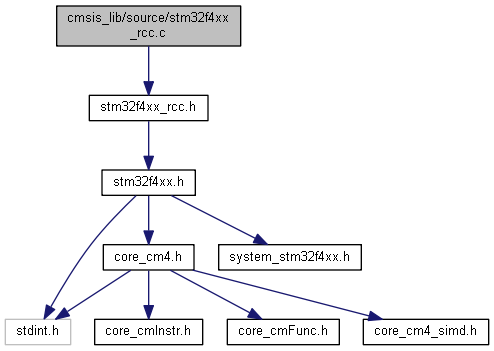 cmsis_lib/source/stm32f4xx
_rcc.c
stm32f4xx_rcc.h
stm32f4xx.h
core_cm4.h
system_stm32f4xx.h
stdint.h
core_cmInstr.h
core_cmFunc.h
core_cm4_simd.h